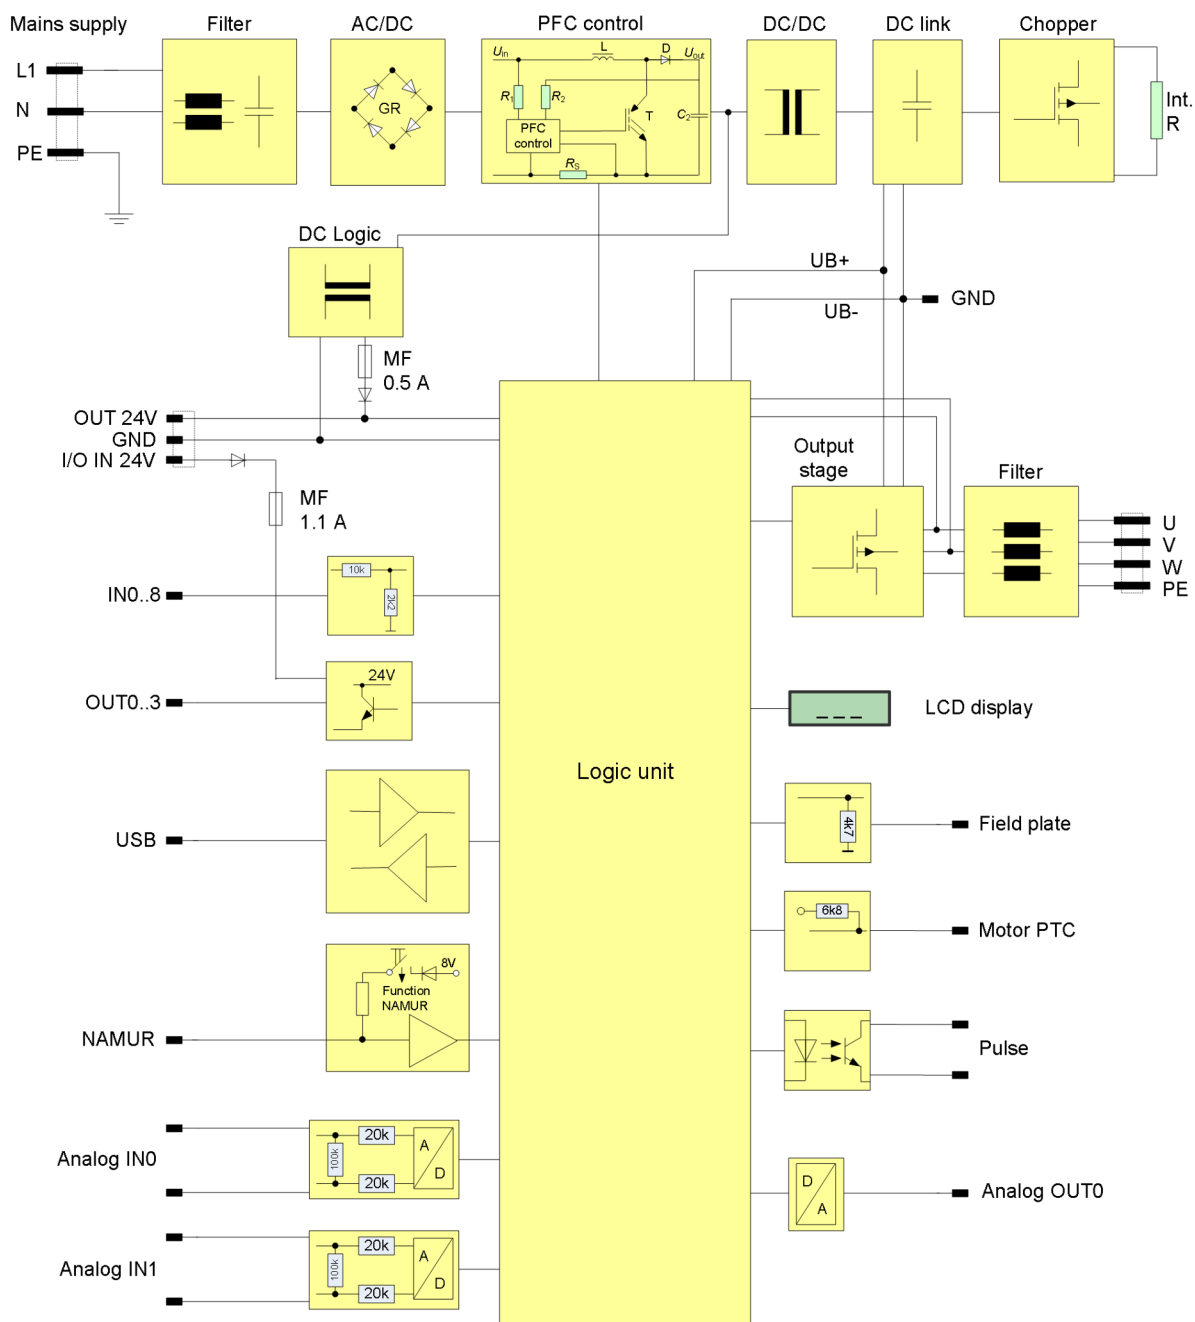 Mains supply
Filter
AC/DC
PFC control
DC/DC
DC link
Chopper
L1
N
PE
GR
Uin
L
D
Uout
R1
R2
T
C2
PFC
control
RS
Int.
R
DC Logic
UB+
UB-
GND
MF
0.5 A
OUT 24V
GND
I/O IN 24V
MF
1.1 A
Output
stage
Filter
U
V
W
PE
IN0..8
10k
2k2
OUT0..3
24V
LCD display
_ _ _
Logic unit
USB
4k7
Field plate
6k8
Motor PTC
NAMUR
8V
Function
NAMUR
Pulse
Analog IN0
100k
20k
20k
A
D
D
A
Analog OUT0
Analog IN1
100k
20k
20k
A
D